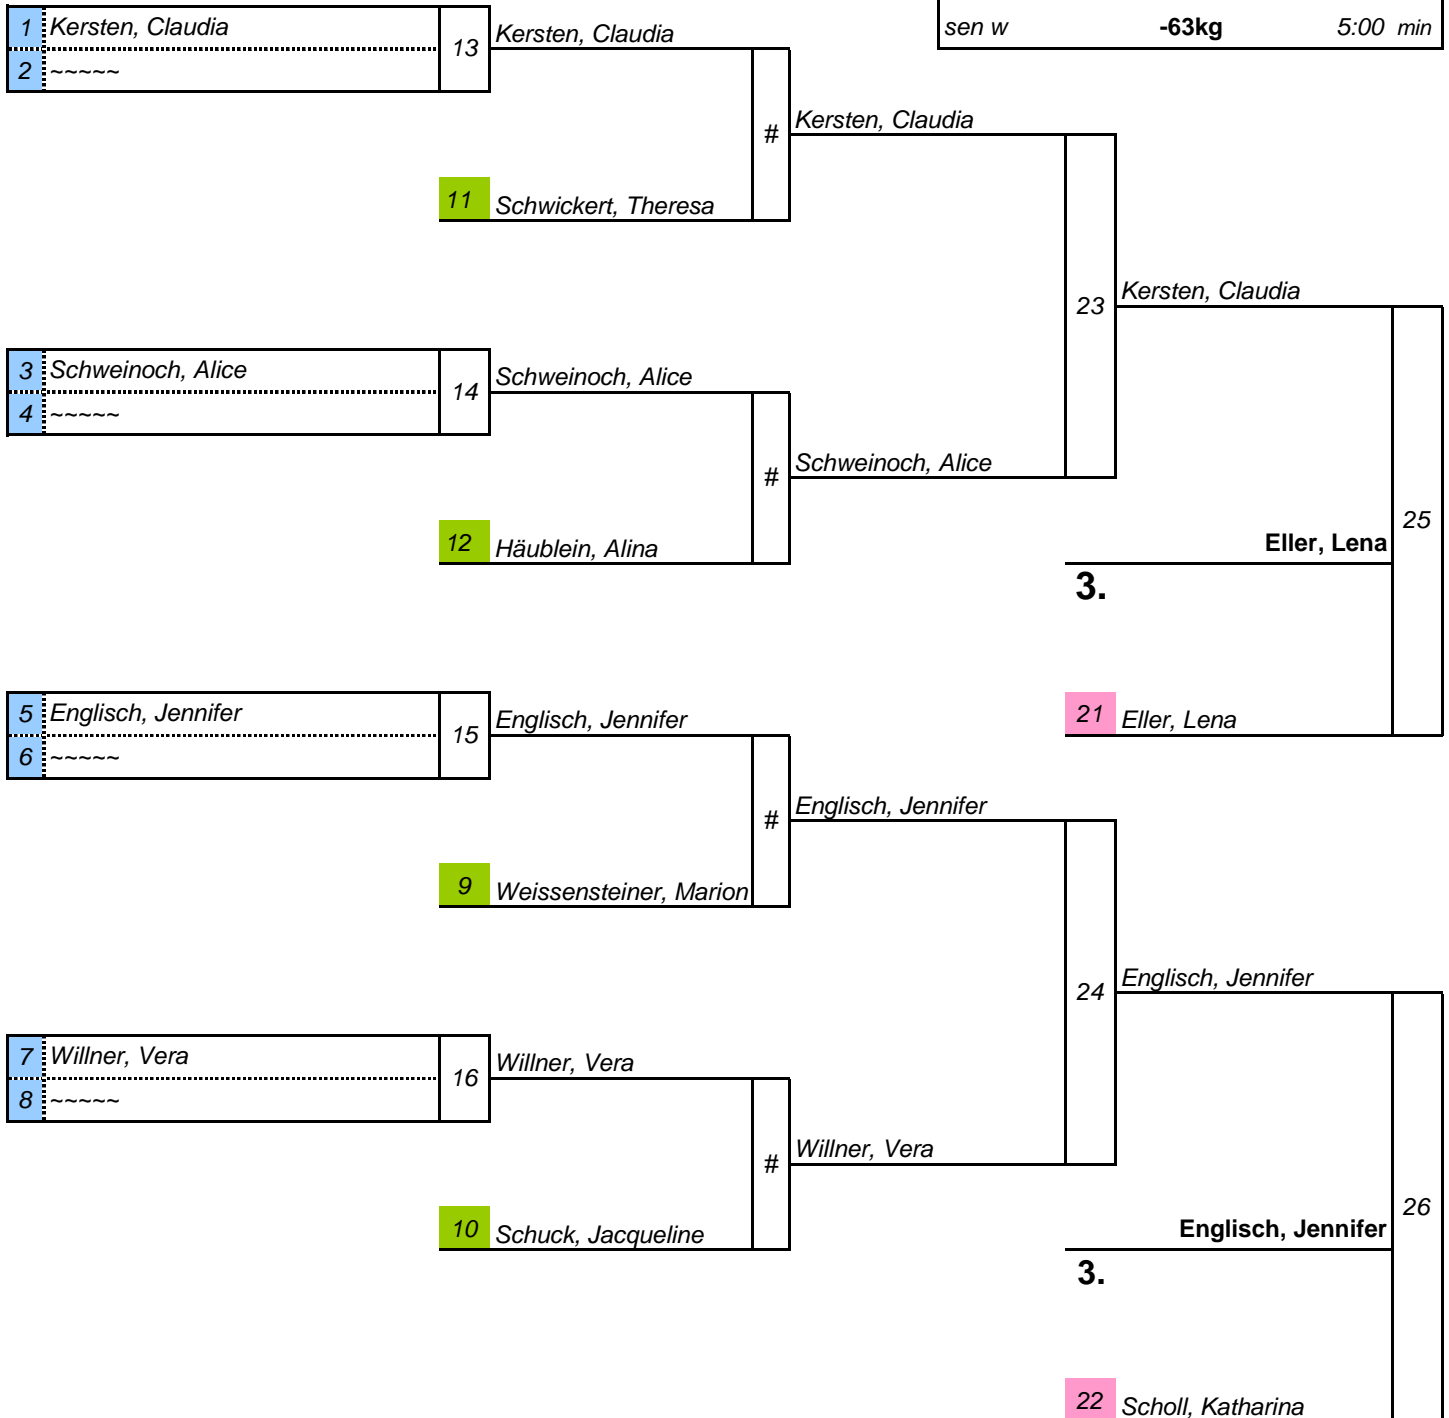 sen w -63kg 5:00 min
1 Kersten, Claudia
2 ~~~~~
13 Kersten, Claudia
# Kersten, Claudia
11 Schwickert, Theresa
23 Kersten, Claudia
3 Schweinoch, Alice
4 ~~~~~
14 Schweinoch, Alice
# Schweinoch, Alice
12 Häublein, Alina
25
Eller, Lena
3.
5 Englisch, Jennifer
6 ~~~~~
15 Englisch, Jennifer
21 Eller, Lena
# Englisch, Jennifer
9 Weissensteiner, Marion
24 Englisch, Jennifer
7 Willner, Vera
8 ~~~~~
16 Willner, Vera
# Willner, Vera
10 Schuck, Jacqueline
26
Englisch, Jennifer
3.
22 Scholl, Katharina